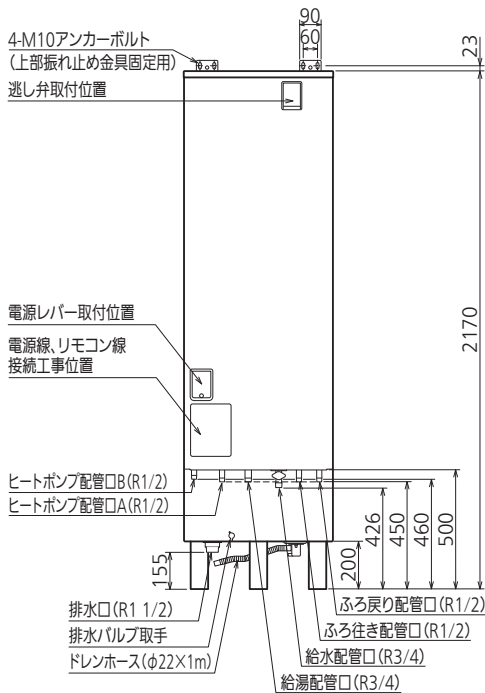 90
60
23
4-M10アンカーボルト
(上部振れ止め金具固定用)
逃し弁取付位置
2170
電源レバー取付位置
電源線、リモコン線
接続工事位置
ヒートポンプ配管口B(R1/2)
ヒートポンプ配管口A(R1/2)
155
200
426
450
460
500
排水口(R1 1/2)
排水バルブ取手
ドレンホース(φ22×1m)
ふろ戻り配管口(R1/2)
ふろ往き配管口(R1/2)
給水配管口(R3/4)
給湯配管口(R3/4)